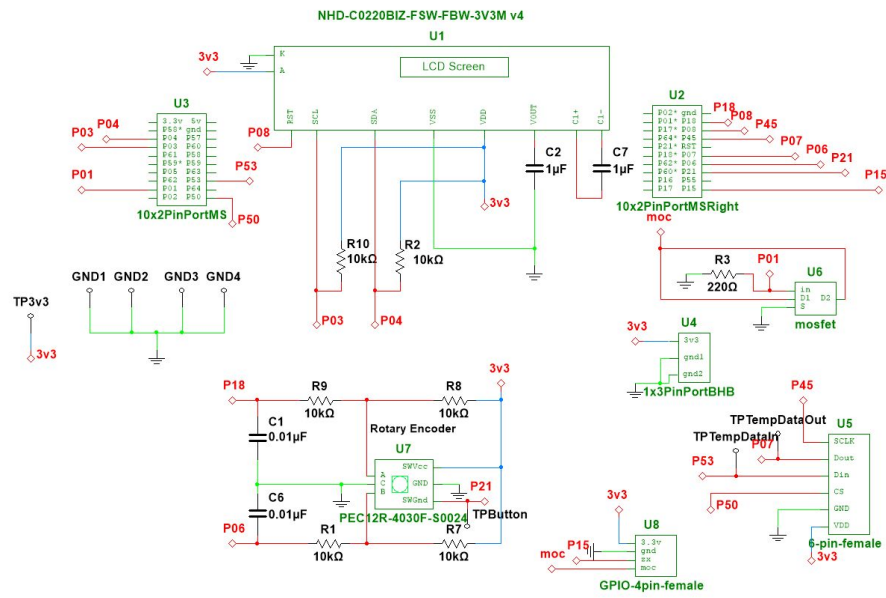 NHD-C0220BIZ-FSW-FBW-3V3M v4
U1
3v3
K
A
LCD Screen
RST
SCL
SDA
VSS
VDD
VOUT
C1+
C1-
P08
C2
1µF
C7
1µF
3v3
R10
10kΩ
R2
10kΩ
P03
P04
U3
3.3v 5v
P58* gnd
P04 P57
P03 P60
P61 P58
P59* P59
P05 P63
P62 P53
P01 P64
P02 P50
10x2PinPortMS
P04
P03
P01
P53
P50
U2
P02* gnd
P01* P18
P17* P08
P64* P45
P21* RST
P18* P07
P62* P06
P60* P21
P16 55v
P17 P15
10x2PinPortMSRight
P18
P08
P45
P07
P06
P21
P15
moc
R3
220Ω
P01
U6
in
D1 D2
S
mosfet
GND1
GND2
GND3
GND4
TP3v3
3v3
U4
3v3
3v3
gnd1
gnd2
1x3PinPortBHB
P18
R9
10kΩ
R8
10kΩ
3v3
C1
0.01µF
Rotary Encoder
U7
A
C
B
SWVcc
GND
SWGnd
PEC12R-4030F-S0024
P21
TPButton
C6
0.01µF
P06
R1
10kΩ
R7
10kΩ
P45
TPTempDataOut
TPTempDataIn
P07
P53
P50
U5
SCLK
Dout
Din
CS
GND
VDD
6-pin-female
3v3
3v3
U8
P15
moc
3.3v
gnd
zx
moc
GPIO-4pin-female